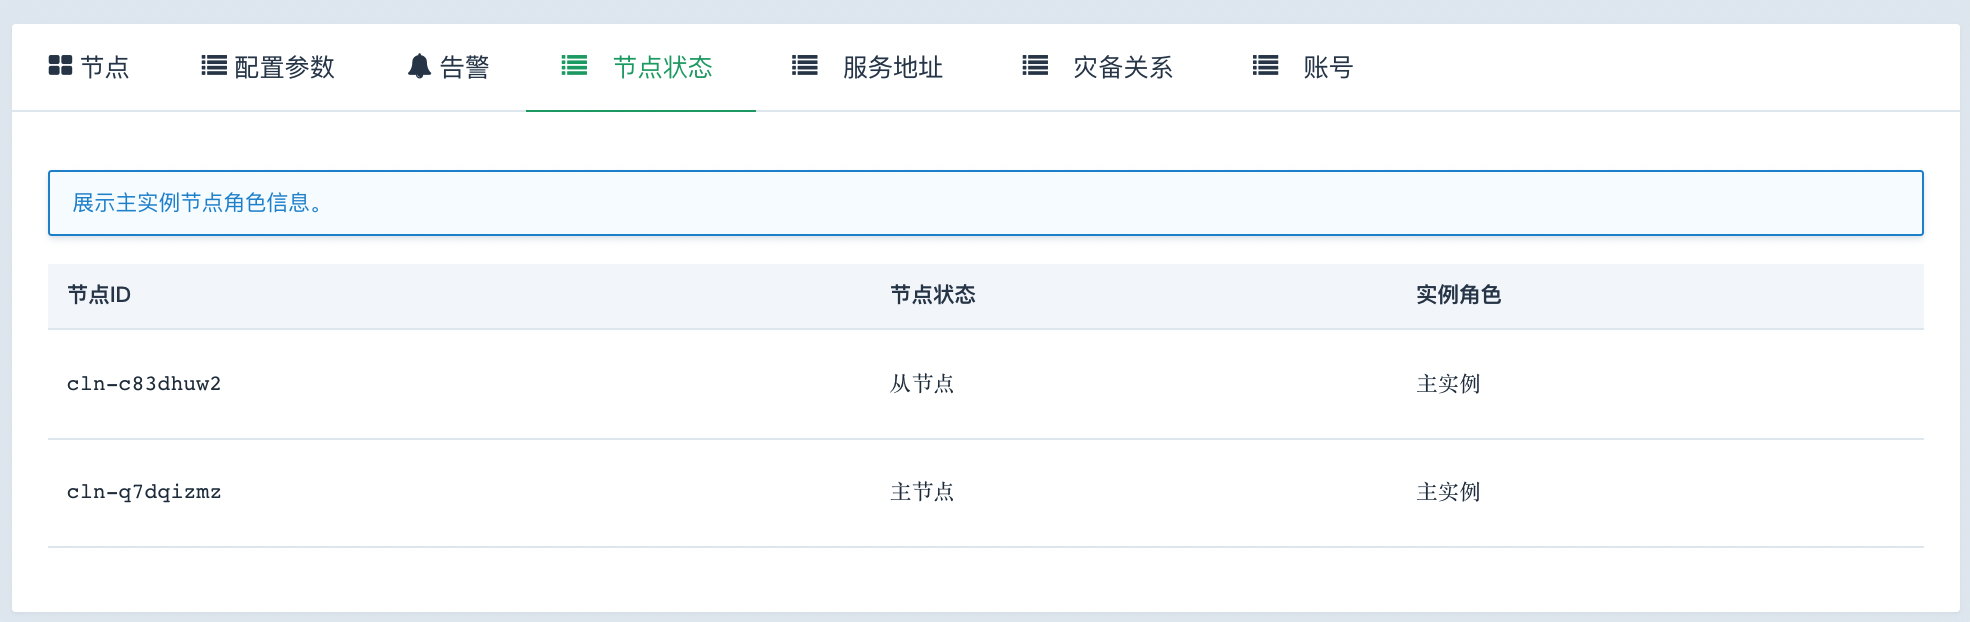 节点 配置参数 告警 节点状态 服务地址 灾备关系 账号
展示主实例节点角色信息。
节点ID 节点状态 实例角色
cln-c83dhuw2 从节点 主实例
cln-q7dqizmz 主节点 主实例